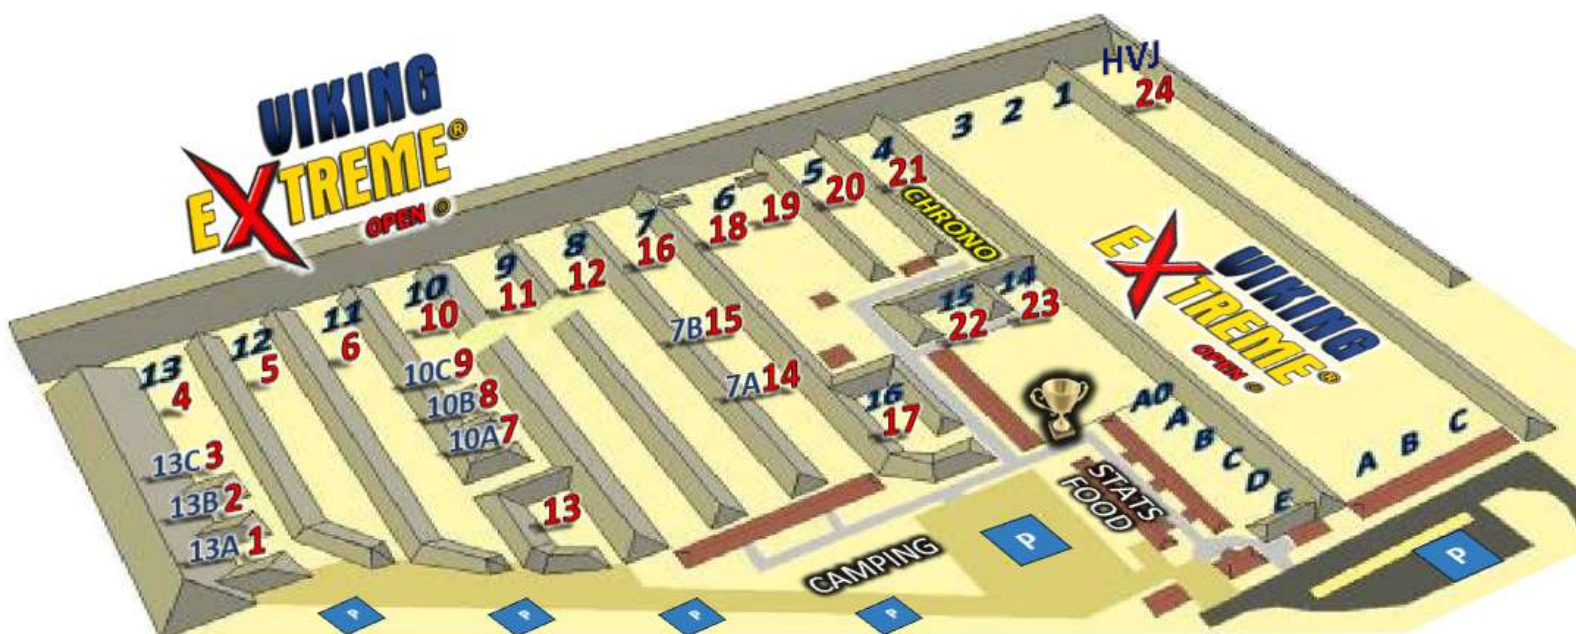 VIKING
EXTREME®
OPEN
HVJ
24
1
2
3
4
21
CHRONO
5
20
6
19
18
7
16
8
12
9
11
10
10
11
6
12
5
13
4
13C 3
13B 2
13A 1
10C 9
10B 8
10A 7
13
7B 15
7A 14
16
17
15
22
14
23
VIKING
EXTREME®
OPEN
A0
A
B
C
D
E
A
B
C
STATS
FOOD
CAMPING
P
P
P
P
P
P